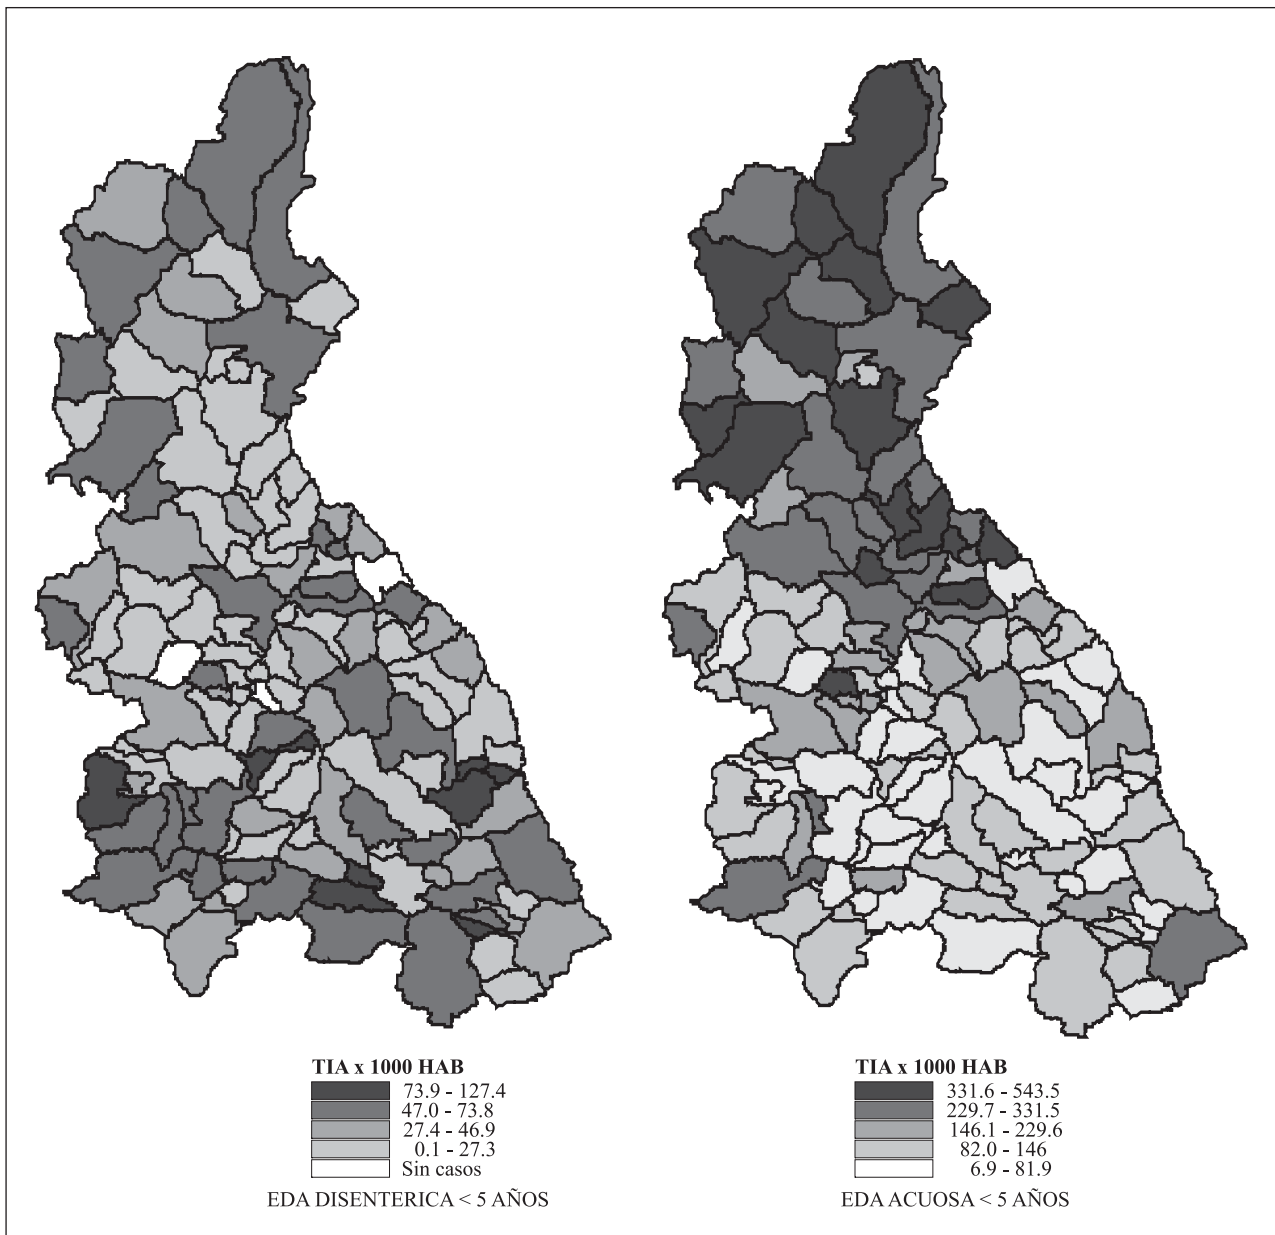 TIA x 1000 HAB
73.9 - 127.4
47.0 - 73.8
27.4 - 46.9
0.1 - 27.3
Sin casos
EDA DISENTERICA < 5 AÑOS
TIA x 1000 HAB
331.6 - 543.5
229.7 - 331.5
146.1 - 229.6
82.0 - 146
6.9 - 81.9
EDA ACUOSA < 5 AÑOS